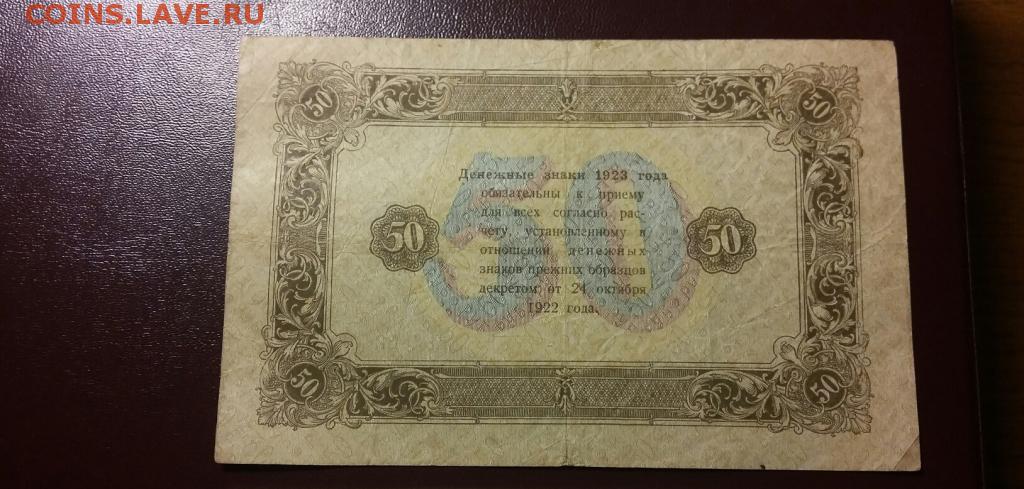 COINS.LAVE.RU
50 50
Денежные знаки 1923 года
обязательны к приему
для всех согласно рас-
чету, установленному в
отношении денежных
знаков прежних образцов
декретом от 24 октября
1922 года.
50 50 50
50 50